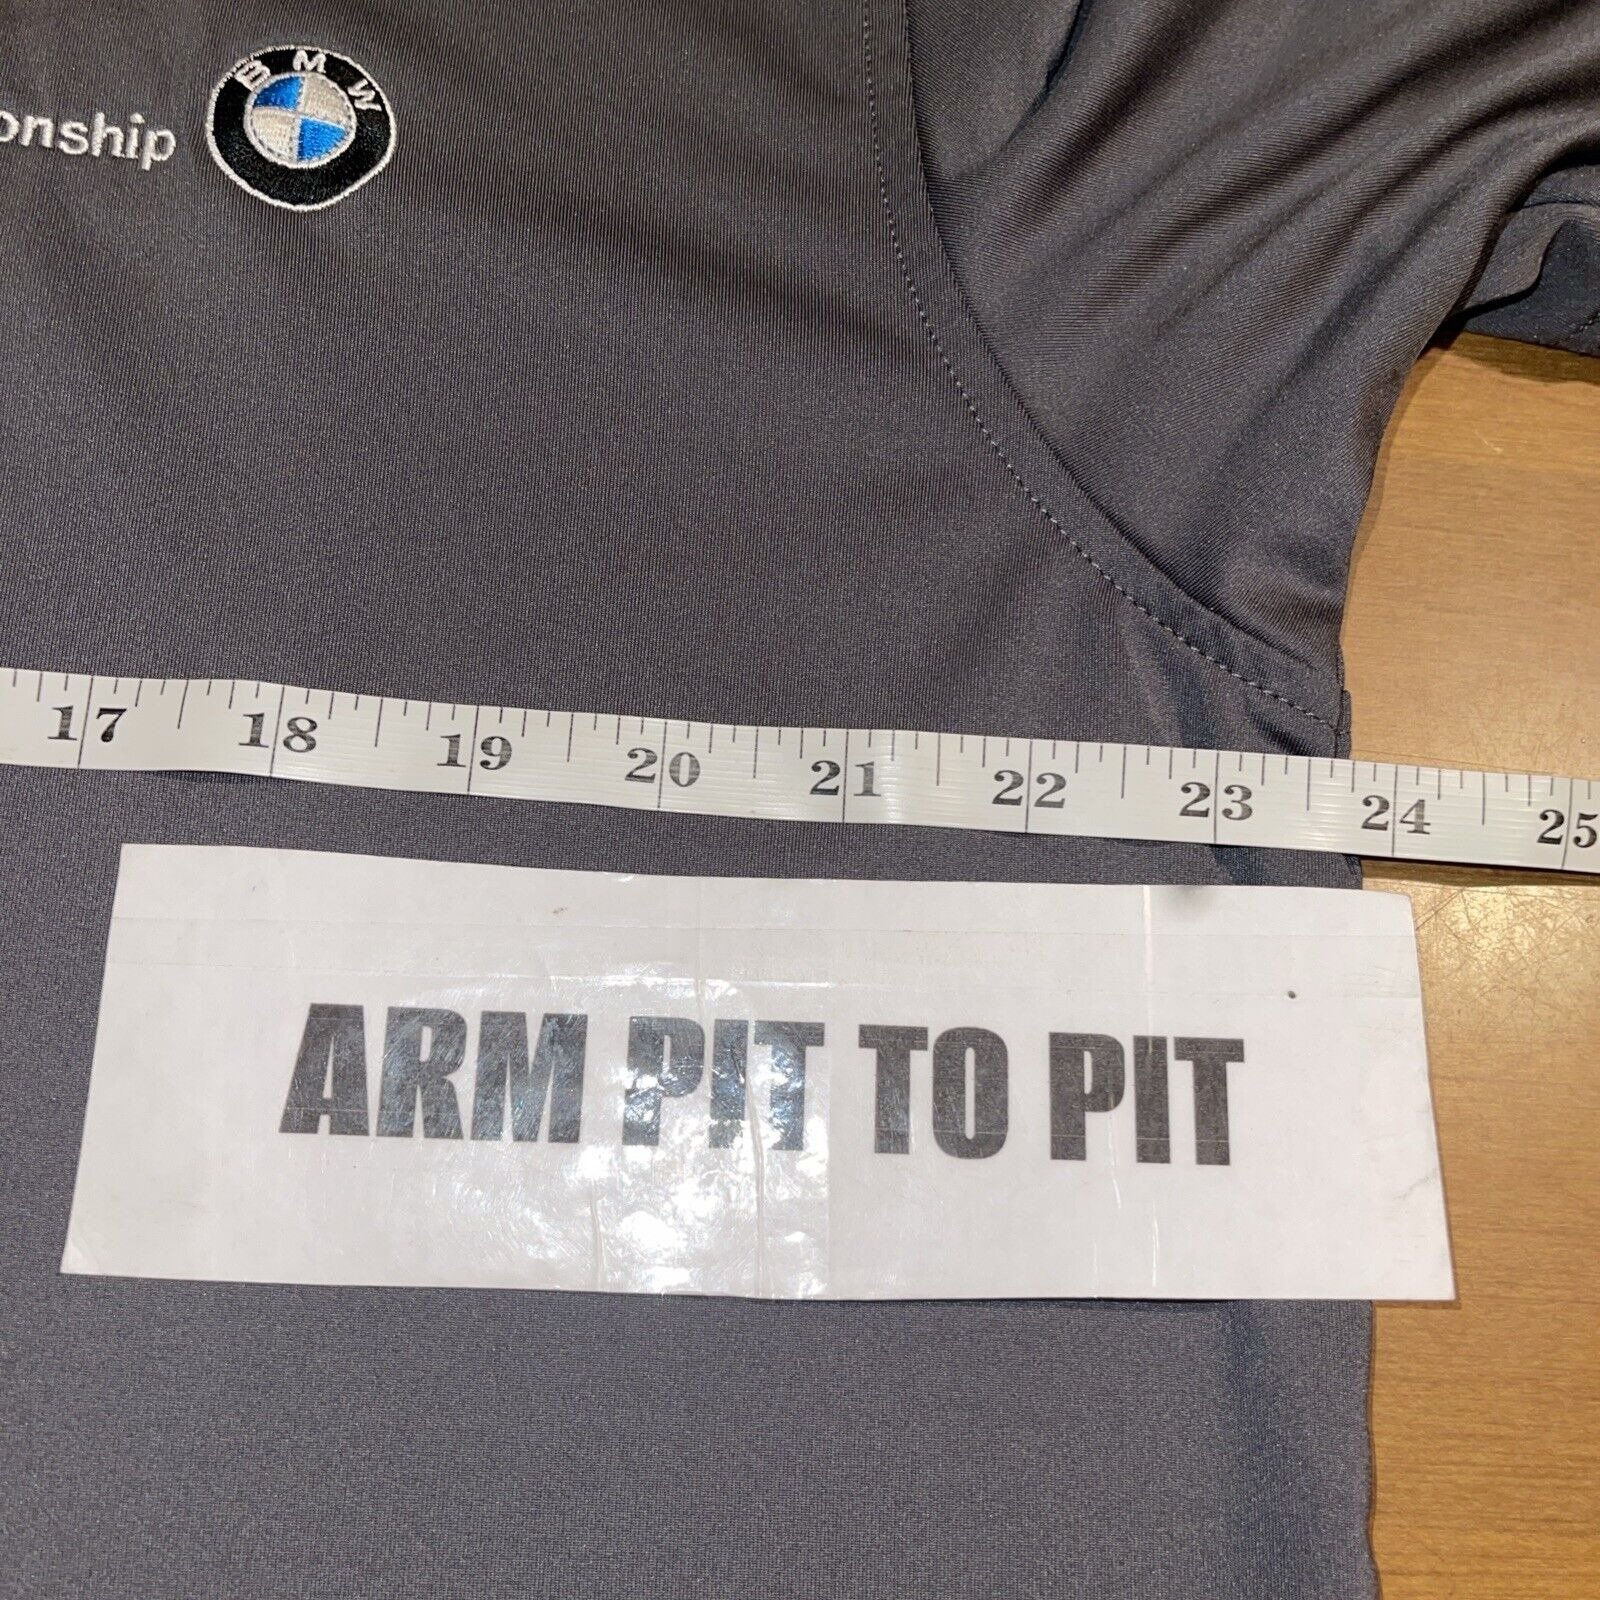 BMW
onship
17 18 19 20 21 22 23 24 25
ARM PIT TO PIT